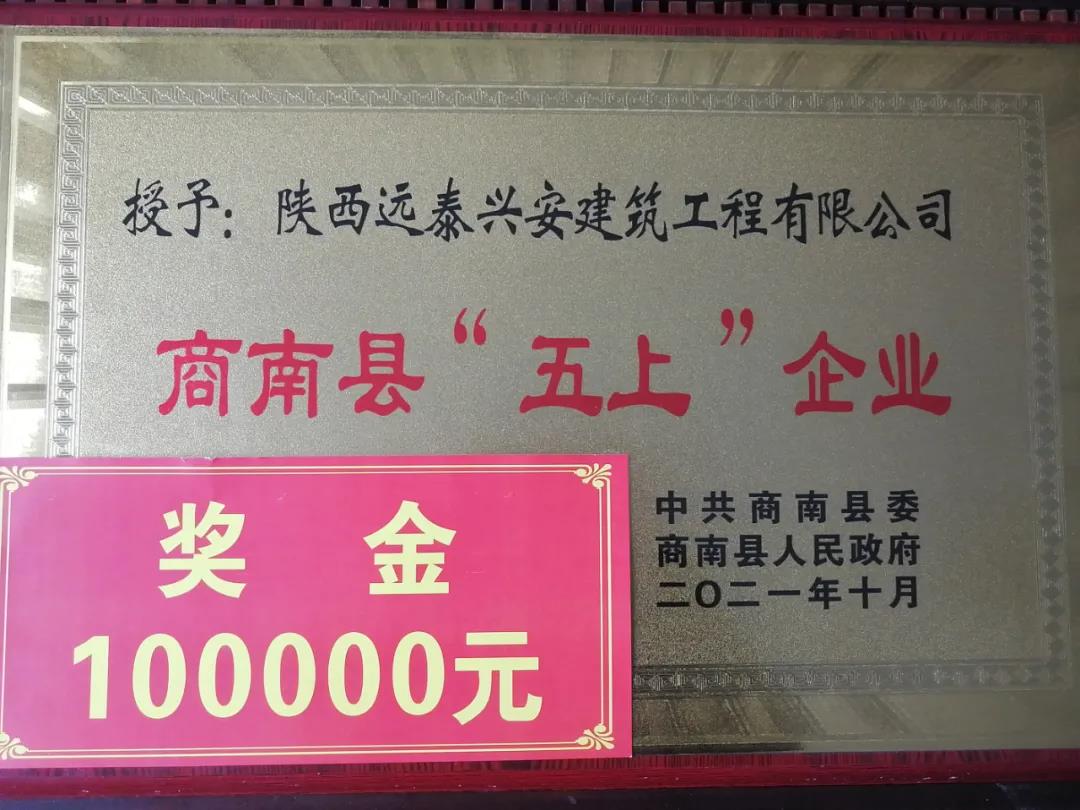 授予：陕西远泰兴安建筑工程有限公司
商南县“五上”企业
中共商南县委
商南县人民政府
二〇二一年十月
奖金
100000元